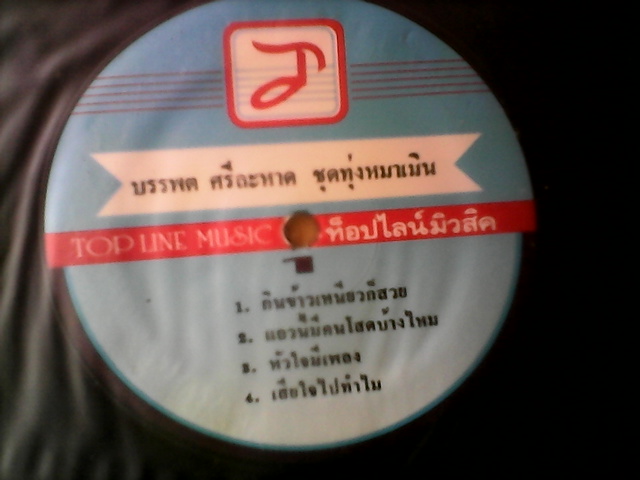 บรรพต ศรีละหาด ชุดทุ่งหมาเมิน
TOP LINE MUSIC ท็อปไลน์มิวสิค
1. กินข้าวเหนียวก็สวย
2. แถวนี้มีคนโสดบ้างไหม
3. หัวใจมีเพลง
4. เสียใจไปทำไม